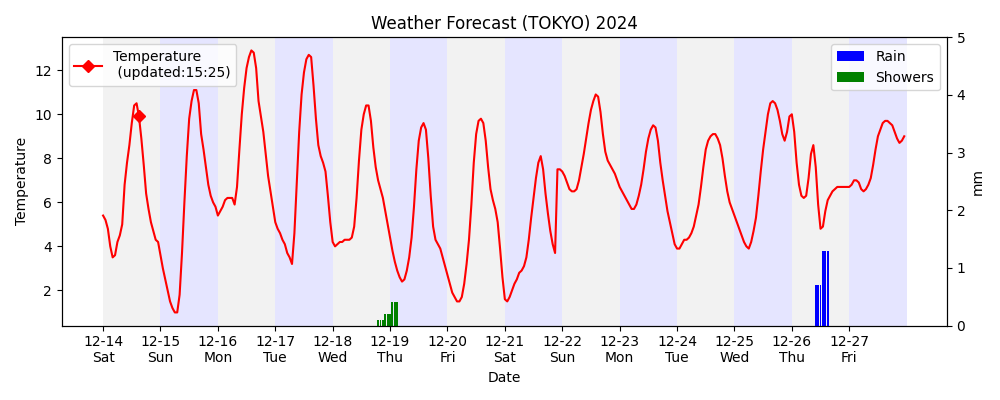 Weather Forecast (TOKYO) 2024
Temperature
(updated:15:25)
Rain
Showers
12
10
8
6
4
2
Temperature
5
4
3
2
1
0
mm
12-14 12-15 12-16 12-17 12-18 12-19 12-20 12-21 12-22 12-23 12-24 12-25 12-26 12-27
Sat Sun Mon Tue Wed Thu Fri Sat Sun Mon Tue Wed Thu Fri
Date